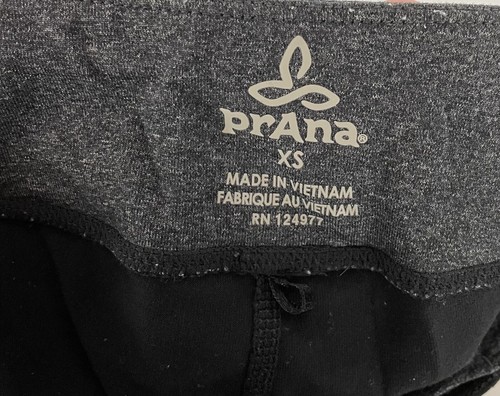 prAna®
XS
MADE IN VIETNAM
FABRIQUE AU VIETNAM
RN 124977